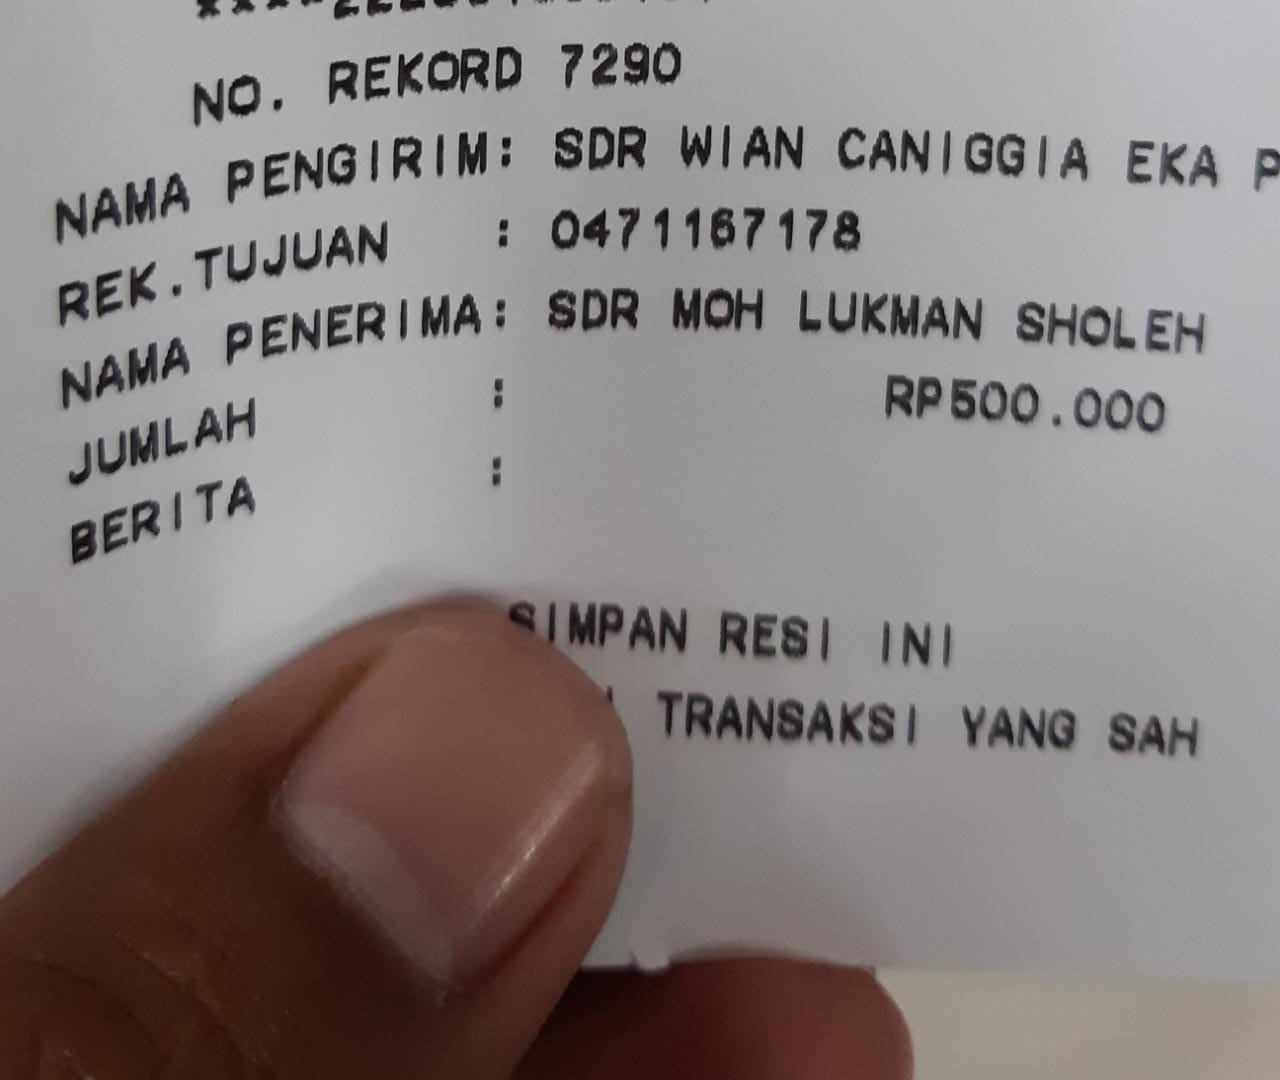 NO. REKORD 7290
NAMA PENGIRIM: SDR WIAN CANIGGIA EKA P
REK.TUJUAN : 0471167178
NAMA PENERIMA: SDR MOH LUKMAN SHOLEH
JUMLAH : RP500.000
BERITA :
SIMPAN RESI INI
TRANSAKSI YANG SAH